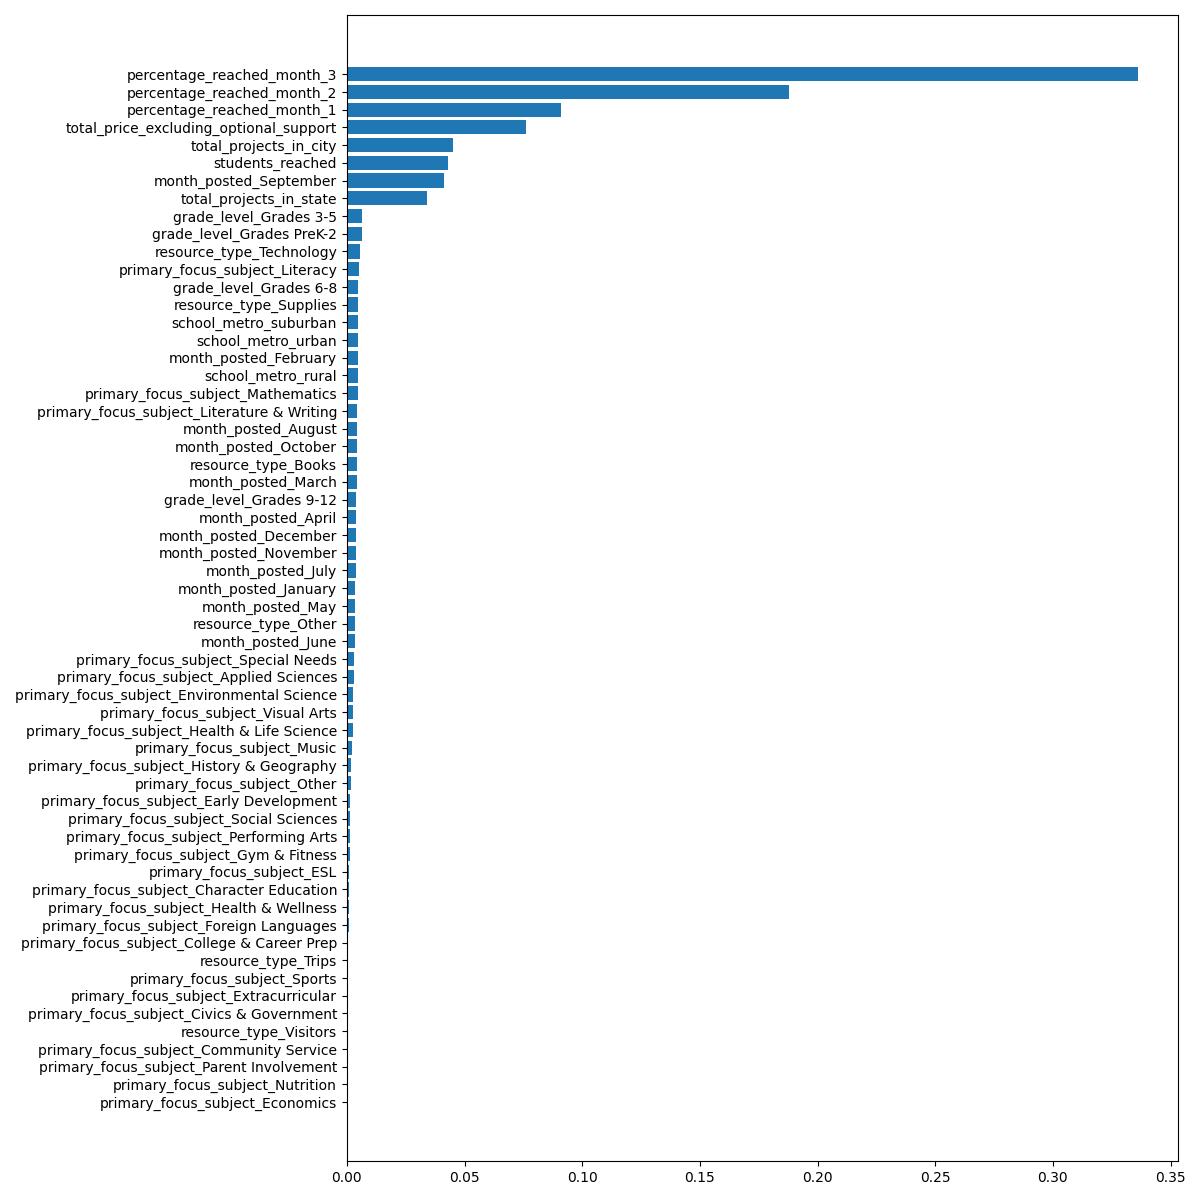 percentage_reached_month_3
percentage_reached_month_2
percentage_reached_month_1
total_price_excluding_optional_support
total_projects_in_city
students_reached
month_posted_September
total_projects_in_state
grade_level_Grades 3-5
grade_level_Grades PreK-2
resource_type_Technology
primary_focus_subject_Literacy
grade_level_Grades 6-8
resource_type_Supplies
school_metro_suburban
school_metro_urban
month_posted_February
school_metro_rural
primary_focus_subject_Mathematics
primary_focus_subject_Literature & Writing
month_posted_August
month_posted_October
resource_type_Books
month_posted_March
grade_level_Grades 9-12
month_posted_April
month_posted_December
month_posted_November
month_posted_July
month_posted_January
month_posted_May
resource_type_Other
month_posted_June
primary_focus_subject_Special Needs
primary_focus_subject_Applied Sciences
primary_focus_subject_Environmental Science
primary_focus_subject_Visual Arts
primary_focus_subject_Health & Life Science
primary_focus_subject_Music
primary_focus_subject_History & Geography
primary_focus_subject_Other
primary_focus_subject_Early Development
primary_focus_subject_Social Sciences
primary_focus_subject_Performing Arts
primary_focus_subject_Gym & Fitness
primary_focus_subject_ESL
primary_focus_subject_Character Education
primary_focus_subject_Health & Wellness
primary_focus_subject_Foreign Languages
primary_focus_subject_College & Career Prep
resource_type_Trips
primary_focus_subject_Sports
primary_focus_subject_Extracurricular
primary_focus_subject_Civics & Government
resource_type_Visitors
primary_focus_subject_Community Service
primary_focus_subject_Parent Involvement
primary_focus_subject_Nutrition
primary_focus_subject_Economics
0.00 0.05 0.10 0.15 0.20 0.25 0.30 0.35